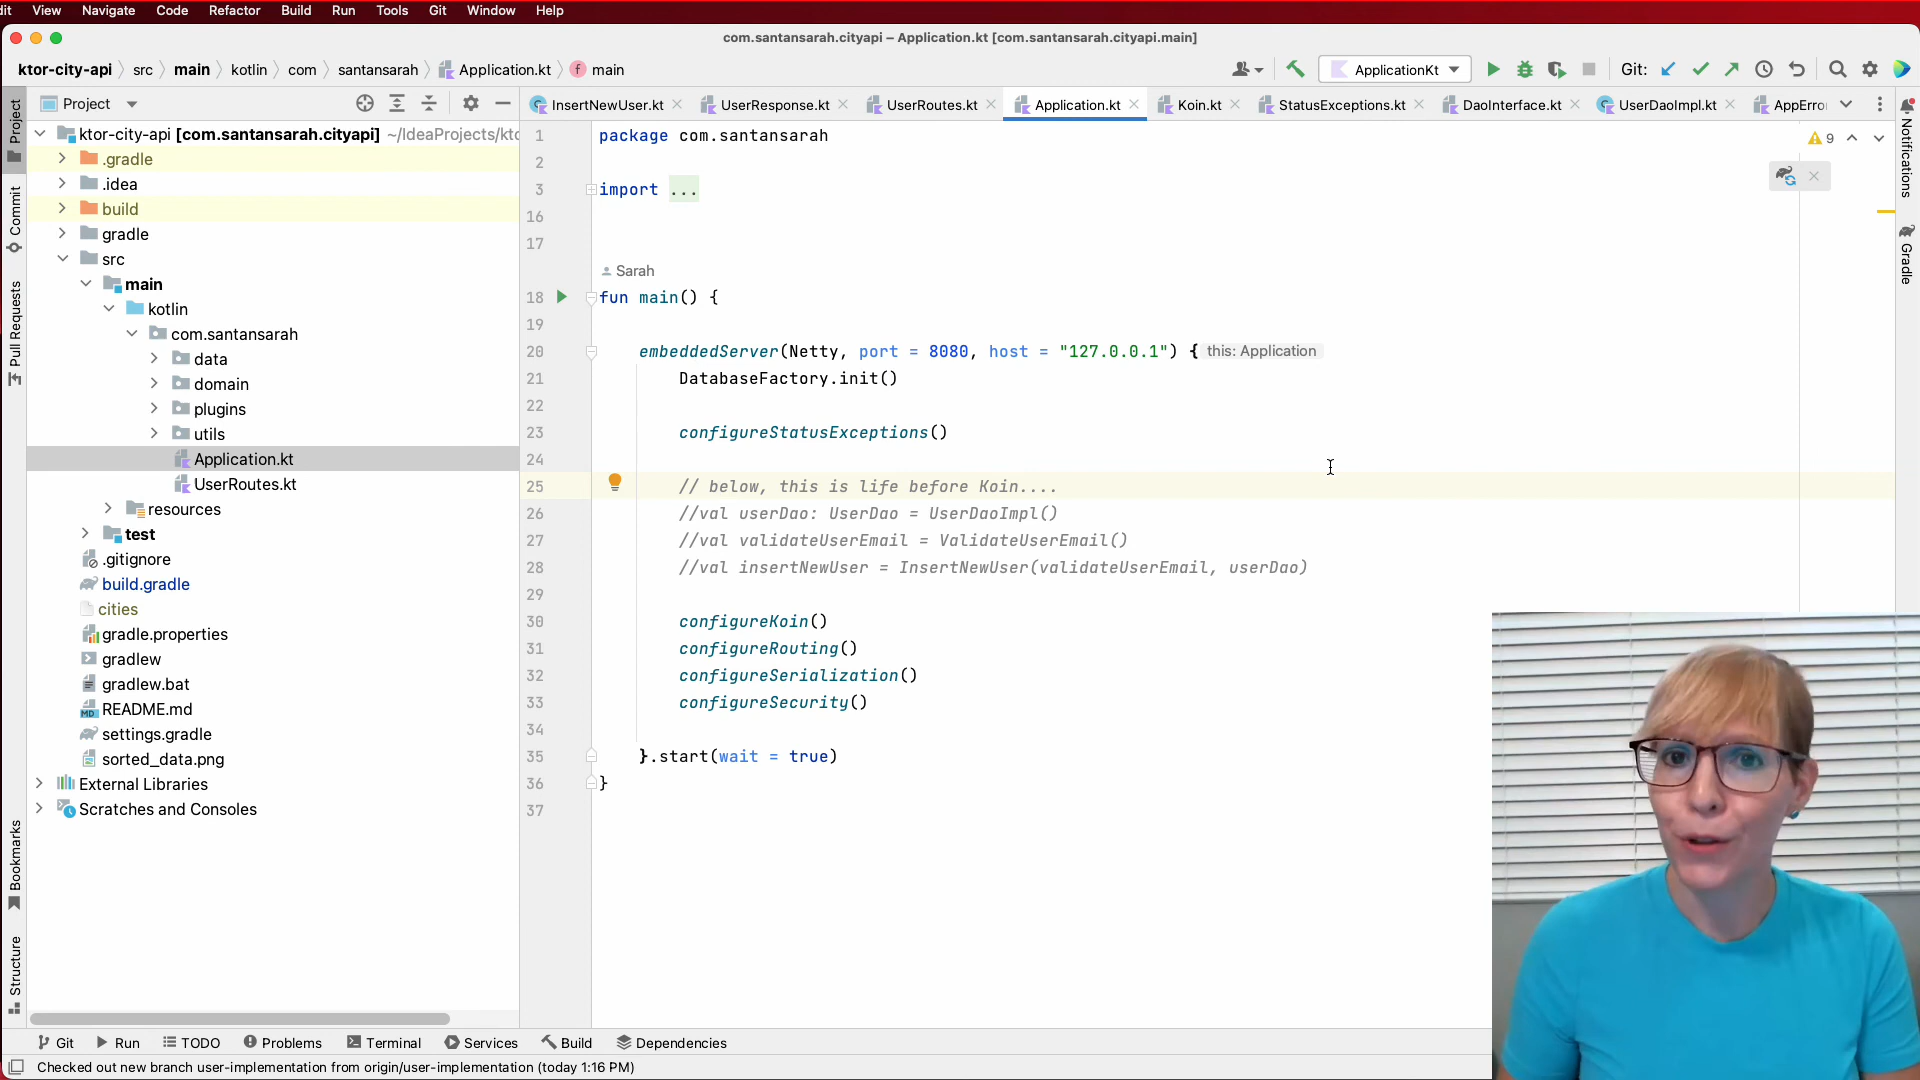 dit View Navigate Code Refactor Build Run Tools Git Window Help
com.santansarah.cityapi – Application.kt [com.santansarah.cityapi.main]
ktor-city-api src main kotlin com santansarah Application.kt f main ApplicationKt Git:
Project
InsertNewUser.kt UserResponse.kt UserRoutes.kt Application.kt Koin.kt StatusExceptions.kt DaoInterface.kt UserDaoImpl.kt AppErro
Project
Commit
Pull Requests
Bookmarks
Structure
ktor-city-api [com.santansarah.cityapi] ~/IdeaProjects/ktc
.gradle
.idea
build
gradle
src
main
kotlin
com.santansarah
data
domain
plugins
utils
Application.kt
UserRoutes.kt
resources
test
.gitignore
build.gradle
cities
gradle.properties
gradlew
gradlew.bat
README.md
settings.gradle
sorted_data.png
External Libraries
Scratches and Consoles
1 package com.santansarah
2
3 import ...
16
17
Sarah
18 fun main() {
19
20 embeddedServer(Netty, port = 8080, host = "127.0.0.1") { this: Application
21 DatabaseFactory.init()
22
23 configureStatusExceptions()
24
25 // below, this is life before Koin....
26 //val userDao: UserDao = UserDaoImpl()
27 //val validateUserEmail = ValidateUserEmail()
28 //val insertNewUser = InsertNewUser(validateUserEmail, userDao)
29
30 configureKoin()
31 configureRouting()
32 configureSerialization()
33 configureSecurity()
34
35 }.start(wait = true)
36 }
37
9
Notifications
Gradle
Git Run TODO Problems Terminal Services Build Dependencies
Checked out new branch user-implementation from origin/user-implementation (today 1:16 PM)